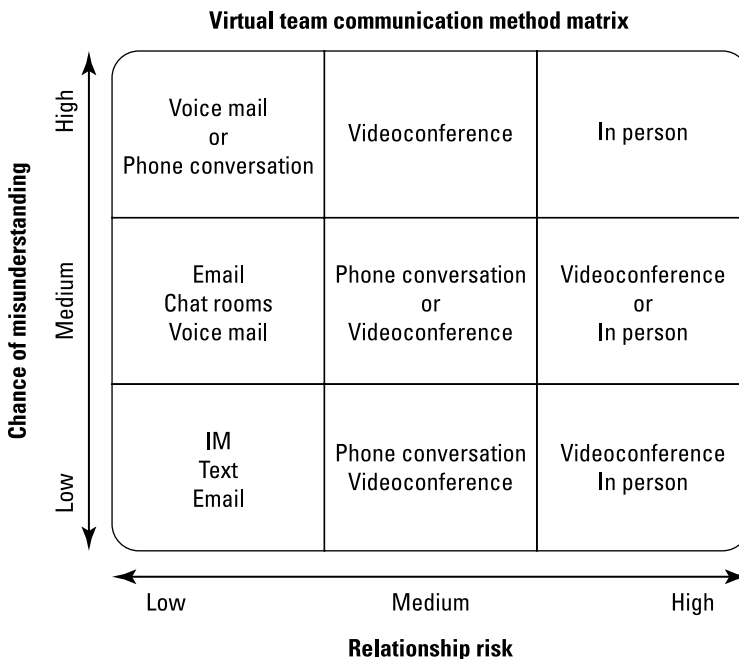 Virtual team communication method matrix
Chance of misunderstanding
High
Voice mail
or
Phone conversation
Videoconference
In person
Medium
Email
Chat rooms
Voice mail
Phone conversation
or
Videoconference
Videoconference
or
In person
Low
IM
Text
Email
Phone conversation
Videoconference
Videoconference
In person
Low
Medium
High
Relationship risk